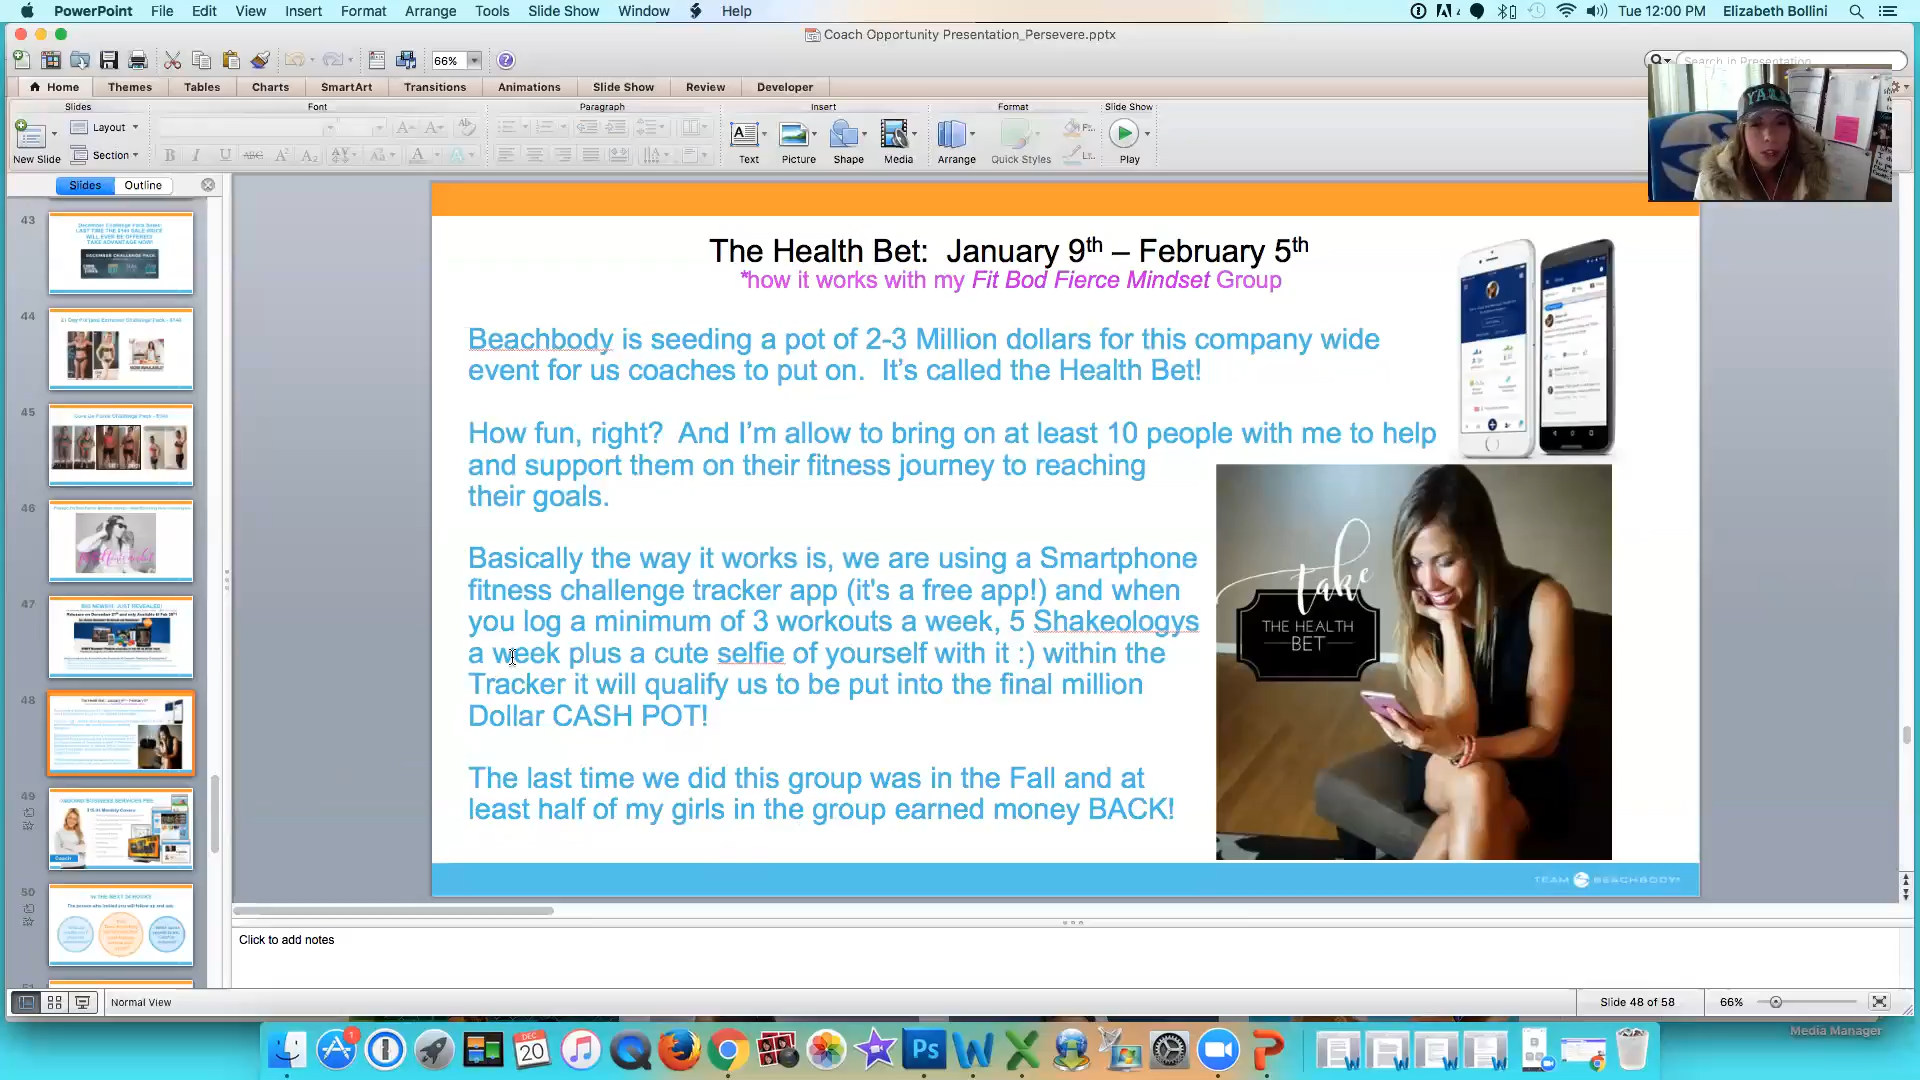 PowerPoint File Edit View Insert Format Arrange Tools Slide Show Window Help
4 Tue 12:00 PM Elizabeth Bollini
Coach Opportunity Presentation_Persevere.pptx
66%
Search in Presentation
Home Themes Tables Charts SmartArt Transitions Animations Slide Show Review Developer
Slides Font Paragraph Insert Format Slide Show
New Slide Layout Section
Text Picture Shape Media Arrange Quick Styles Play
Slides Outline
43
44
45
46
47
48
49
50
The Health Bet: January 9th – February 5th
*how it works with my Fit Bod Fierce Mindset Group
Beachbody is seeding a pot of 2-3 Million dollars for this company wide
event for us coaches to put on. It's called the Health Bet!
How fun, right? And I'm allow to bring on at least 10 people with me to help
and support them on their fitness journey to reaching
their goals.
Basically the way it works is, we are using a Smartphone
fitness challenge tracker app (it's a free app!) and when
you log a minimum of 3 workouts a week, 5 Shakeologys
a week plus a cute selfie of yourself with it :) within the
Tracker it will qualify us to be put into the final million
Dollar CASH POT!
The last time we did this group was in the Fall and at
least half of my girls in the group earned money BACK!
take
THE HEALTH
BET
TEAM BEACHBODY
Click to add notes
Normal View
Slide 48 of 58
66%
Media Manager
DEC
20
Ps